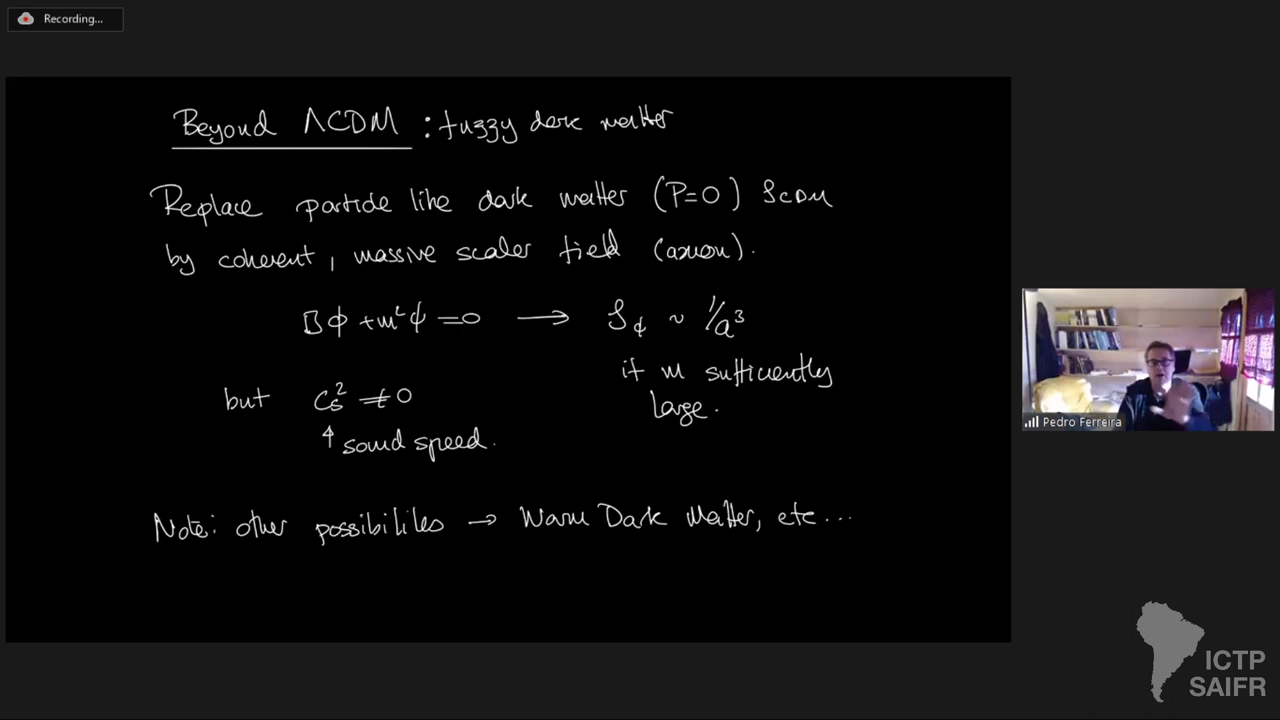 Recording...
Beyond ΛCDM : fuzzy dark matter
Replace particle like dark matter (P=0) ρCDM
by coherent, massive scalar field (axion).
□ϕ + m²ϕ = 0 → ρϕ ~ 1/a³
if m sufficiently
large.
but Cs² ≠ 0
↑ sound speed.
Note: other possibilites → Warm Dark Matter, etc...
Pedro Ferreira
ICTP
SAIFR